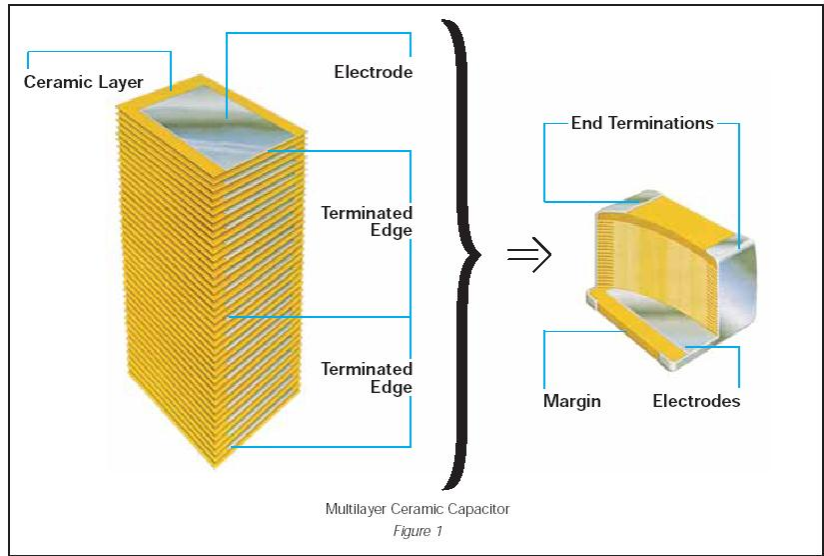 Ceramic Layer
Electrode
Terminated
Edge
Terminated
Edge
End Terminations
Margin
Electrodes
Multilayer Ceramic Capacitor
Figure 1